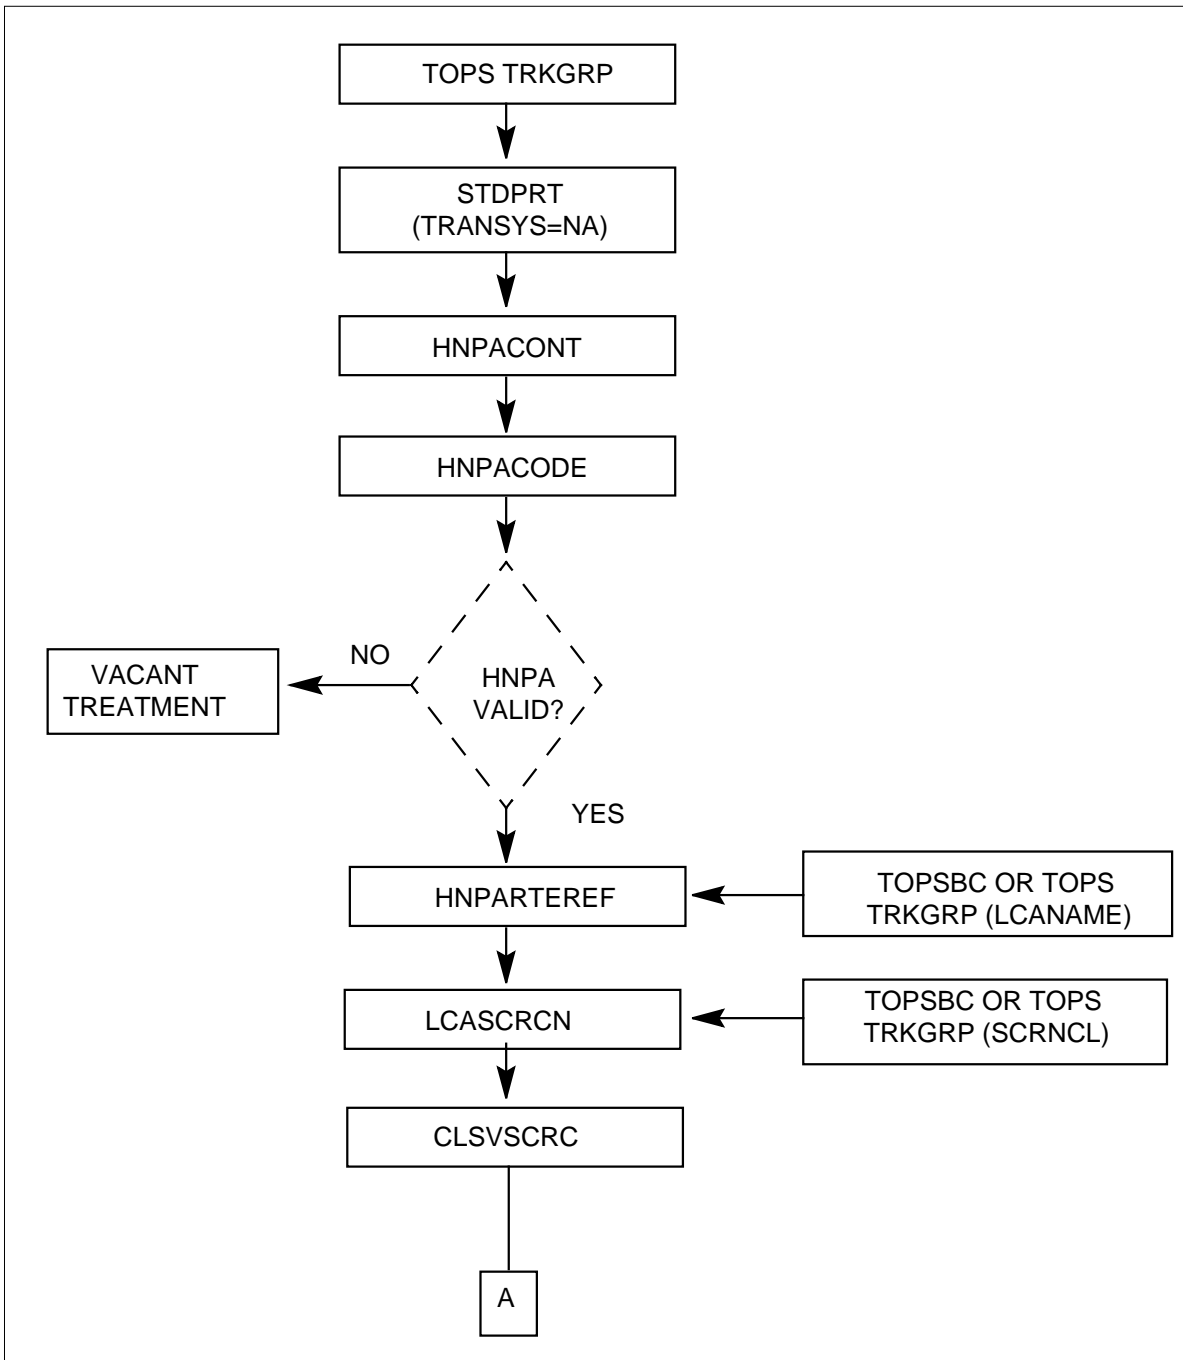 TOPS TRKGRP
STDPRT
(TRANSYS=NA)
HNPACONT
HNPACODE
NO
VACANT
TREATMENT
HNPA
VALID?
YES
HNPARTEREF
TOPSBC OR TOPS
TRKGRP (LCANAME)
LCASCRCN
TOPSBC OR TOPS
TRKGRP (SCRNCL)
CLSVSCRC
A